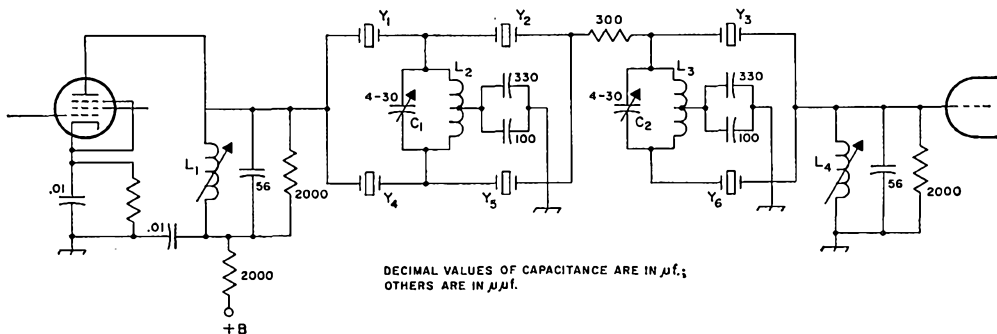 Y1
Y2
300
Y3
L2
330
4-30
C1
100
L3
330
4-30
C2
100
L1
56
2000
.01
.01
Y4
Y5
Y6
L4
56
2000
2000
+B
DECIMAL VALUES OF CAPACITANCE ARE IN µf.;
OTHERS ARE IN µµf.